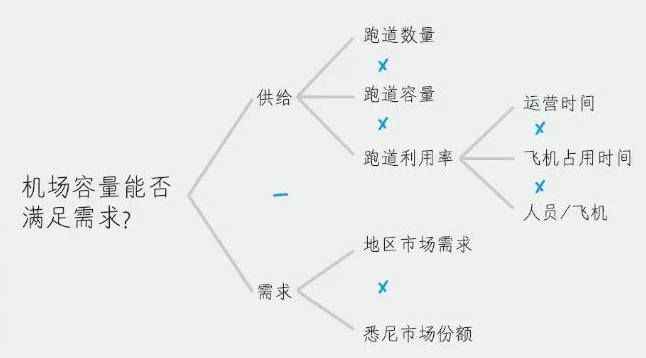 跑道数量
×
供给
跑道容量
运营时间
×
×
跑道利用率
飞机占用时间
机场容量能否
满足需求?
−
×
人员/飞机
地区市场需求
需求
×
悉尼市场份额